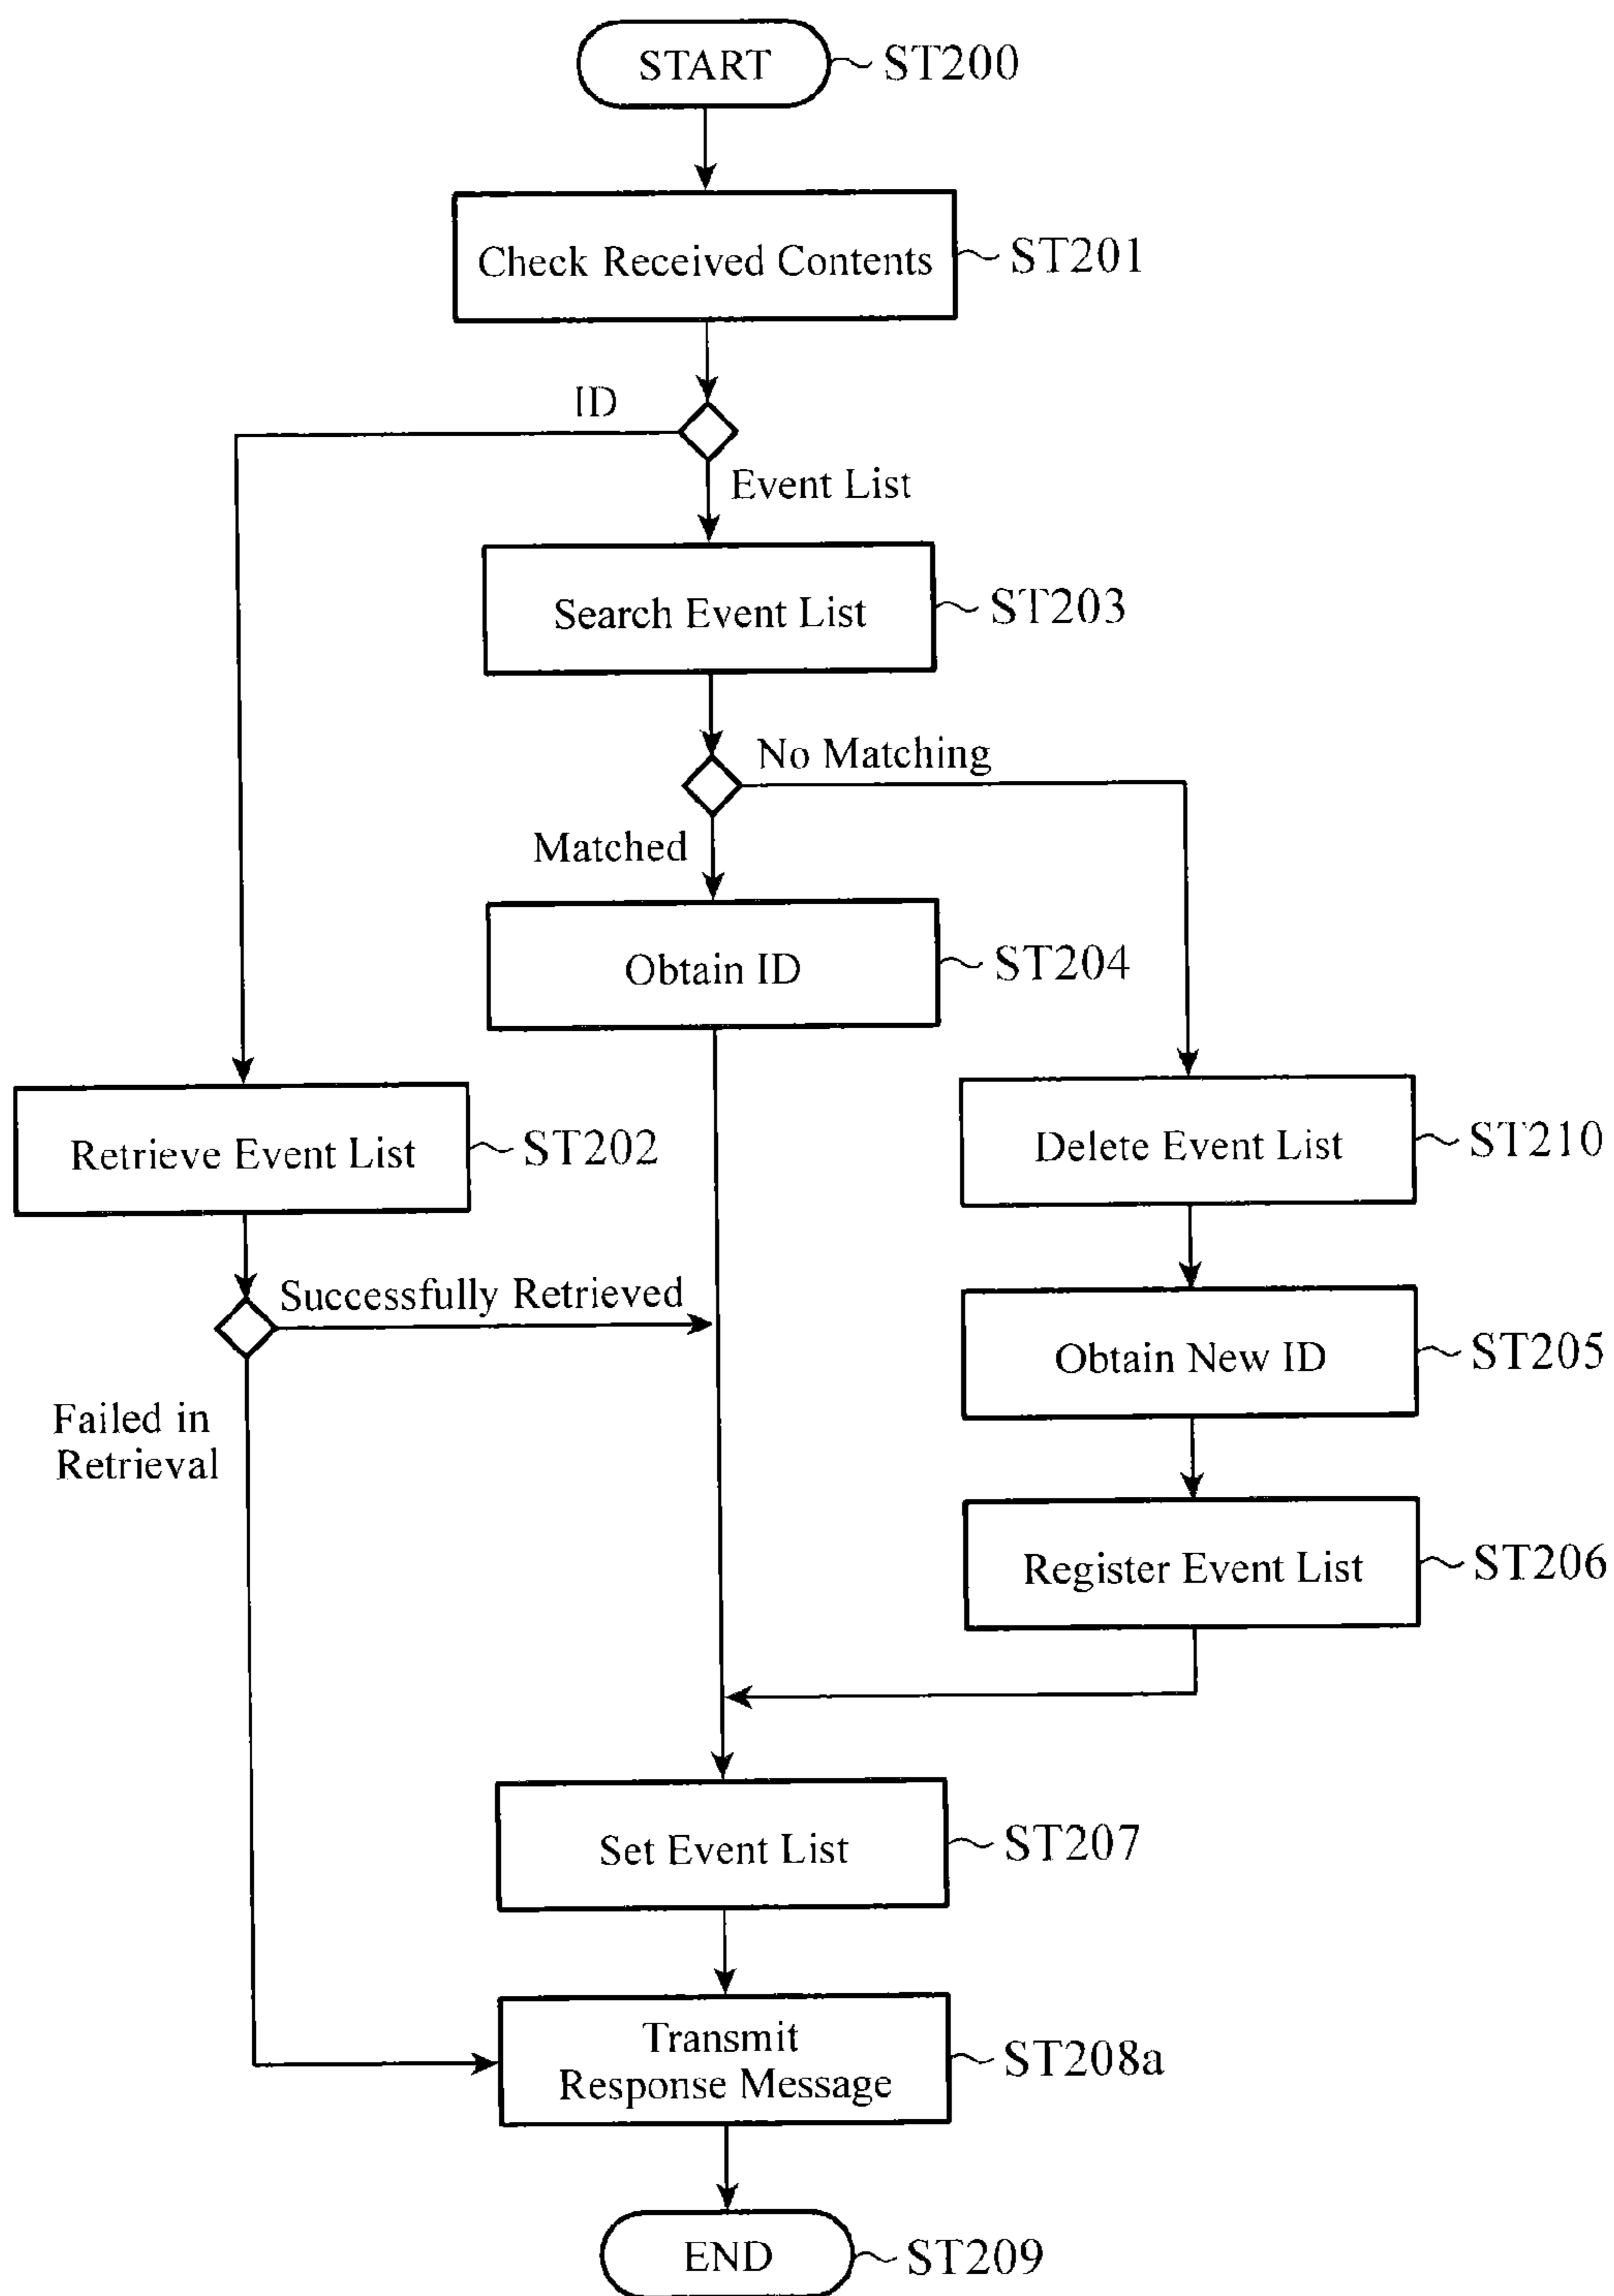 START
ST200
Check Received Contents
ST201
ID
Event List
Search Event List
ST203
No Matching
Matched
Obtain ID
ST204
Retrieve Event List
ST202
Delete Event List
ST210
Successfully Retrieved
Obtain New ID
ST205
Failed in
Retrieval
Register Event List
ST206
Set Event List
ST207
Transmit
Response Message
ST208a
END
ST209